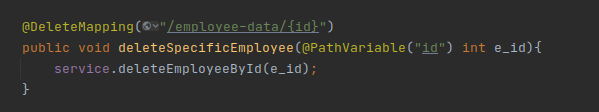 @DeleteMapping("/employee-data/{id}")
public void deleteSpecificEmployee(@PathVariable("id") int e_id){
    service.deleteEmployeeById(e_id);
}